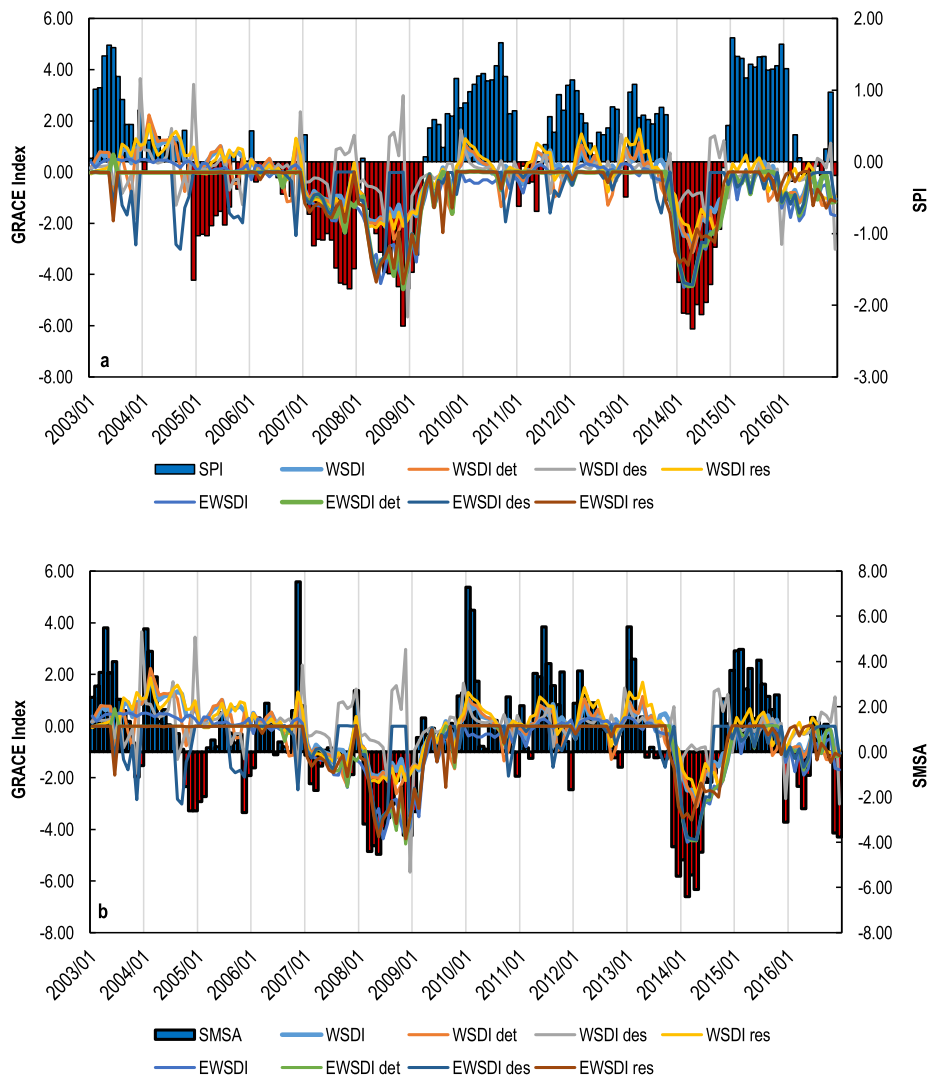 6.00 2.00
4.00
1.00
2.00
0.00 0.00
-2.00
-1.00
-4.00
-2.00
-6.00
-8.00 -3.00
GRACE Index
SPI
a
2003/01 2004/01 2005/01 2006/01 2007/01 2008/01 2009/01 2010/01 2011/01 2012/01 2013/01 2014/01 2015/01 2016/01
SPI WSDI WSDI det WSDI des WSDI res
EWSDI EWSDI det EWSDI des EWSDI res
6.00 8.00
4.00 6.00
2.00 4.00
2.00
0.00
-2.00 0.00
-4.00 -2.00
-4.00
-6.00 -6.00
-8.00 -8.00
GRACE Index
SMSA
b
2003/01 2004/01 2005/01 2006/01 2007/01 2008/01 2009/01 2010/01 2011/01 2012/01 2013/01 2014/01 2015/01 2016/01
SMSA WSDI WSDI det WSDI des WSDI res
EWSDI EWSDI det EWSDI des EWSDI res